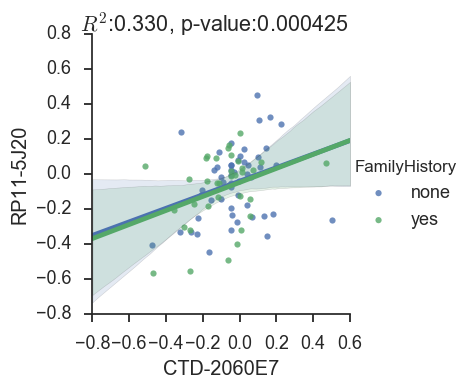 R²:0.330, p-value:0.000425
0.8
0.6
0.4
0.2
0.0
−0.2
−0.4
−0.6
−0.8
RP11-5J20
FamilyHistory
none
yes
−0.8 −0.6 −0.4 −0.2 0.0 0.2 0.4 0.6
CTD-2060E7